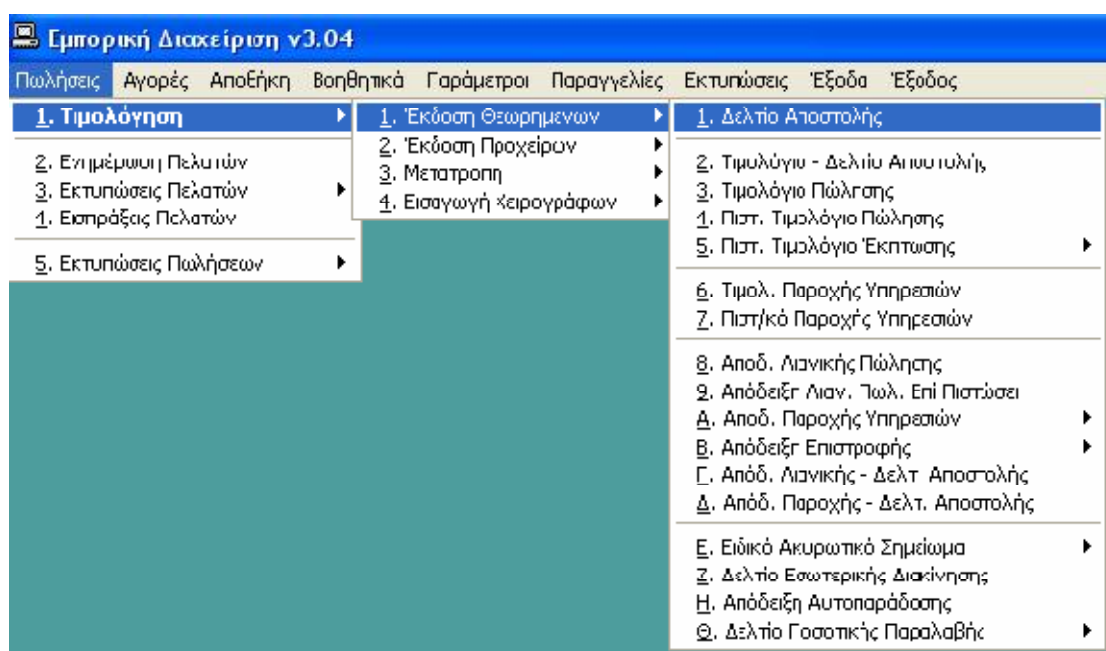 Εμπορική Διαχείριση v3.04
Πωλήσεις Αγορές Αποθήκη Βοηθητικά Παράμετροι Παραγγελίες Εκτυπώσεις Έξοδα Έξοδος
1. Τιμολόγηση
2. Ενημέρωση Πελατών
3. Εκτυπώσεις Πελατών
4. Εισπράξεις Πελατών
5. Εκτυπώσεις Πωλήσεων
1. Έκδοση Θεωρημενων
2. Έκδοση Προχείρων
3. Μετατροπη
4. Εισαγωγή Χειρογράφων
1. Δελτίο Αποστολής
2. Τιμολόγιο - Δελτίο Αποστολής
3. Τιμολόγιο Πώλησης
4. Πιστ. Τιμολόγιο Πώλησης
5. Πιστ. Τιμολόγιο Έκπτωσης
6. Τιμολ. Παροχής Υπηρεσιών
7. Πιστ/κό Παροχής Υπηρεσιών
8. Αποδ. Λιανικής Πώλησης
9. Απόδειξη Λιαν. Πωλ. Επί Πιστώσει
Α. Αποδ. Παροχής Υπηρεσιών
Β. Απόδειξη Επιστροφής
Γ. Απόδ. Λιανικής - Δελτ. Αποστολής
Δ. Απόδ. Παροχής - Δελτ. Αποστολής
Ε. Ειδικό Ακυρωτικό Σημείωμα
Ζ. Δελτίο Εσωτερικής Διακίνησης
Η. Απόδειξη Αυτοπαράδοσης
Θ. Δελτίο Ποσοτικής Παραλαβής